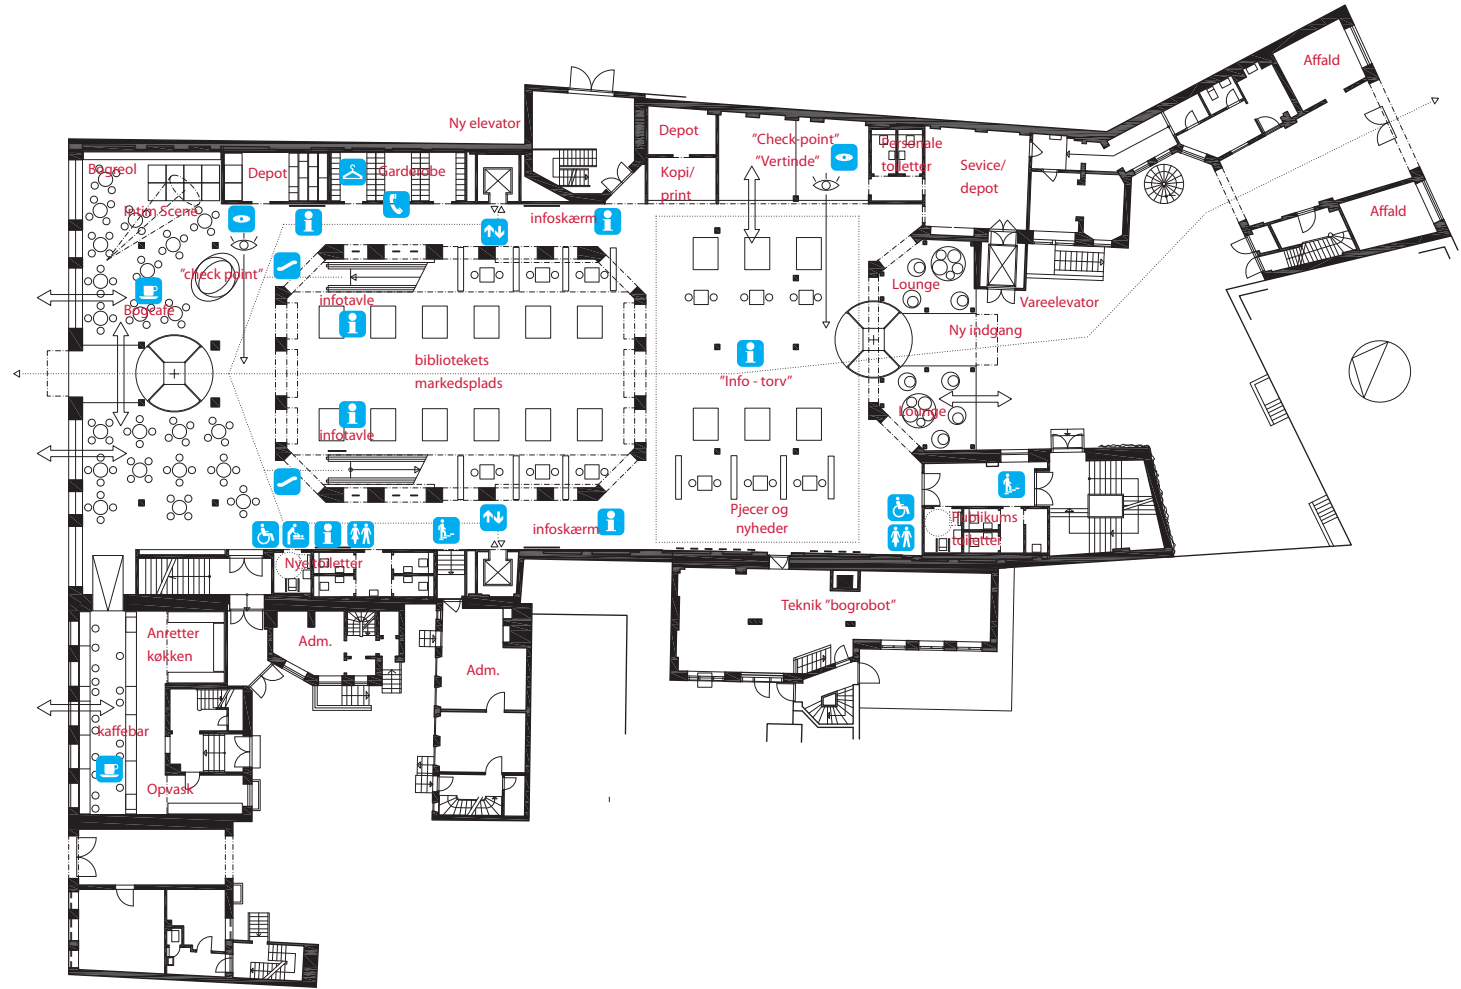 Affald
Ny elevator
Depot
"Check-point"
"Vertinde"
Personale
toiletter
Sevice/
depot
Bogreol
Depot
Garderobe
Kopi/
print
Intim Scene
infoskærm
Affald
"check point"
Lounge
Bogcafé
infotavle
Vareelevator
Ny indgang
bibliotekets
markedsplads
"Info - torv"
Lounge
infotavle
Pjecer og
nyheder
infoskærm
Publikums
toiletter
Nye toiletter
Teknik "bogrobot"
Anretter
køkken
Adm.
Adm.
kaffebar
Opvask